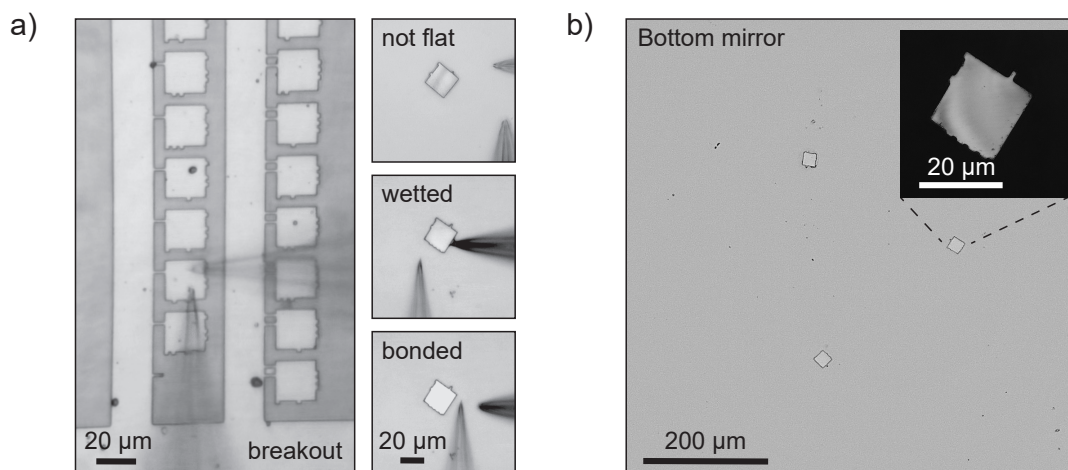 a)
20 µm
breakout
not flat
wetted
bonded
20 µm
b)
Bottom mirror
20 µm
200 µm